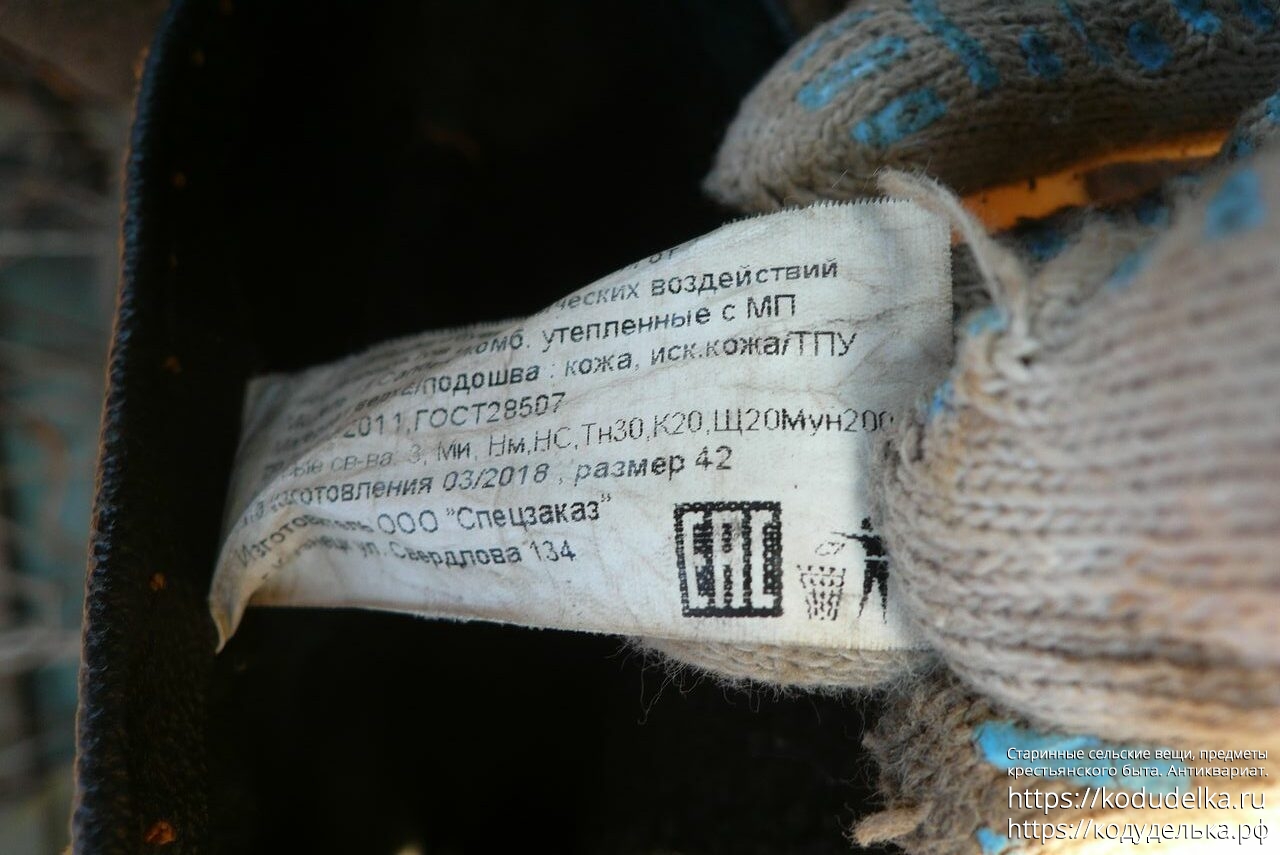 ческих воздействий
комб. утепленные с МП
подошва : кожа, иск.кожа/ТПУ
2011,ГОСТ28507
св-ва: З, Ми, Нм,НС,Тн30,К20,Щ20Мун200
изготовления 03/2018 , размер 42
Изготовитель ООО "Спецзаказ"
ул. Свердлова 134
ЕАС
Старинные сельские вещи, предметы
крестьянского быта. Антиквариат.
https://kodudelka.ru
https://кодуделька.рф